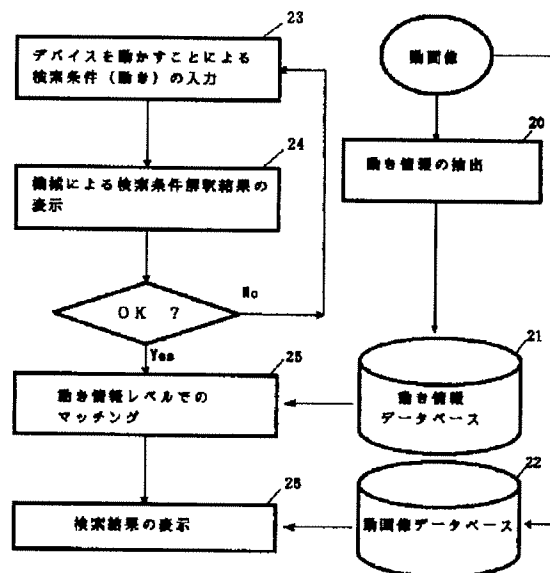 23
デバイスを動かすことによる
検索条件(動き)の入力
24
機械による検索条件解釈結果の
表示
OK ?
No
Yes
25
動き情報レベルでの
マッチング
26
検索結果の表示
動画像
20
動き情報の抽出
21
動き情報
データベース
22
動画像データベース